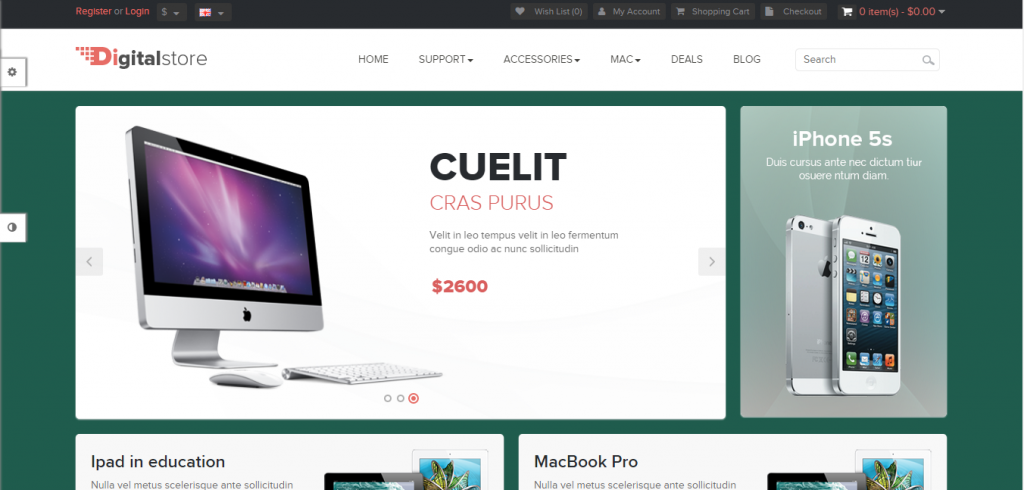 Register or Login $ Wish List (0) My Account Shopping Cart Checkout 0 item(s) - $0.00
Digitalstore
HOME SUPPORT ACCESSORIES MAC DEALS BLOG Search
CUELIT
CRAS PURUS
Velit in leo tempus velit in leo fermentum
congue odio ac nunc sollicitudin
$2600
iPhone 5s
Duis cursus ante nec dictum tiur
osuere ntum diam.
Ipad in education
Nulla vel metus scelerisque ante sollicitudin
MacBook Pro
Nulla vel metus scelerisque ante sollicitudin